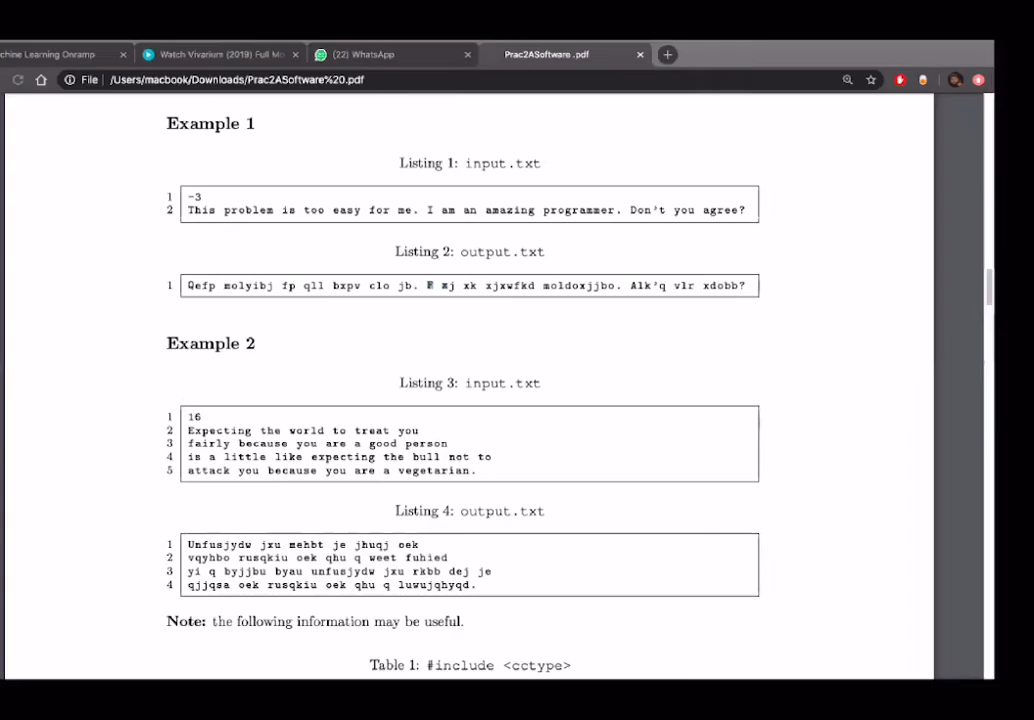 chine Learning Onramp
Watch Vivarium (2019) Full Mo
(22) WhatsApp
Prac2ASoftware .pdf
File | /Users/macbook/Downloads/Prac2ASoftware%20.pdf
Example 1
Listing 1: input.txt
1 -3
2 This problem is too easy for me. I am an amazing programmer. Don't you agree?
Listing 2: output.txt
1 Qefp molyibj fp qll bxpv clo jb. F xj xk xjxwfkd moldoxjjbo. Alk'q vlr xdobb?
Example 2
Listing 3: input.txt
1 16
2 Expecting the world to treat you
3 fairly because you are a good person
4 is a little like expecting the bull not to
5 attack you because you are a vegetarian.
Listing 4: output.txt
1 Unfusjydw jxu mehbt je jhuqj oek
2 vqyhbo rusqkiu oek qhu q weet fuhied
3 yi q byjjbu byau unfusjydw jxu rkbb dej je
4 qjjqsa oek rusqkiu oek qhu q luwujqhyqd.
Note: the following information may be useful.
Table 1: #include <cctype>